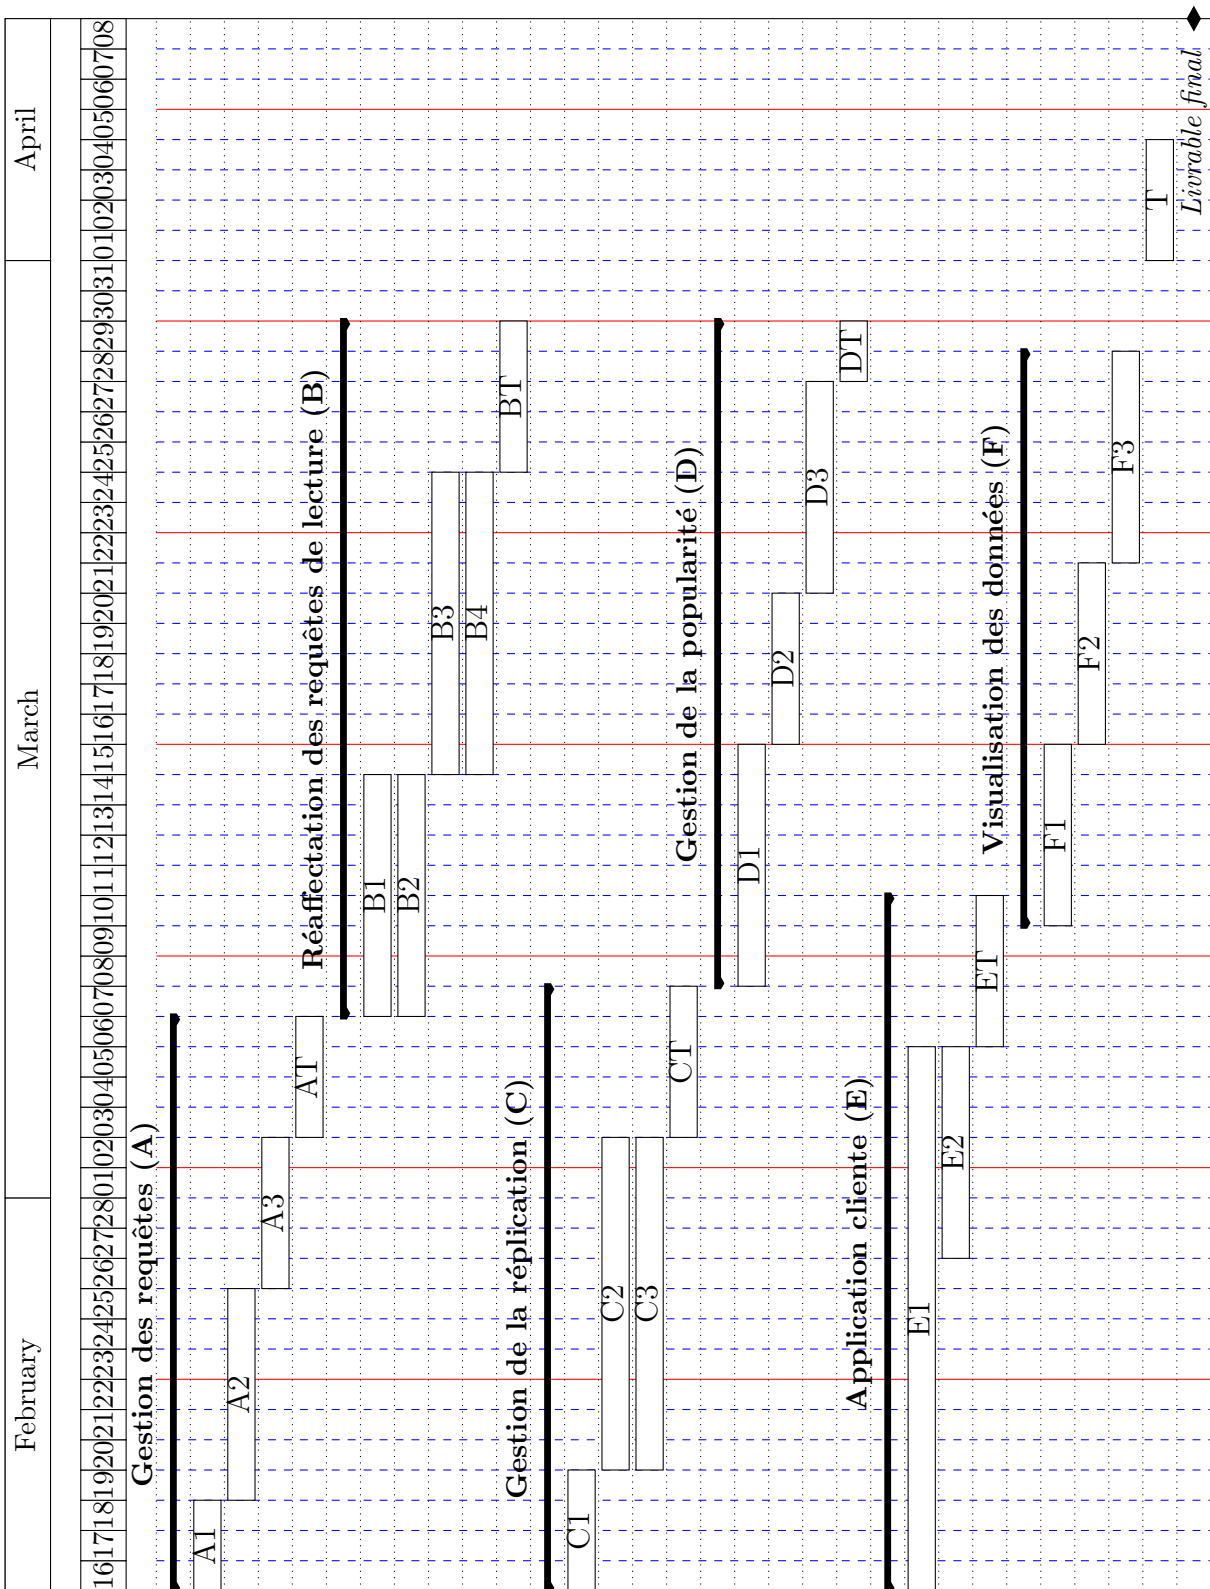 February March April
16 17 18 19 20 21 22 23 24 25 26 27 28 01 02 03 04 05 06 07 08 09 10 11 12 13 14 15 16 17 18 19 20 21 22 23 24 25 26 27 28 29 30 31 01 02 03 04 05 06 07 08
Gestion des requêtes (A)
A1
A2
A3
AT
Réaffectation des requêtes de lecture (B)
B1
B2
B3
B4
BT
Gestion de la réplication (C)
C1
C2
C3
CT
Gestion de la popularité (D)
D1
D2
D3
DT
Application cliente (E)
E1
E2
ET
Visualisation des données (F)
F1
F2
F3
T
Livrable final